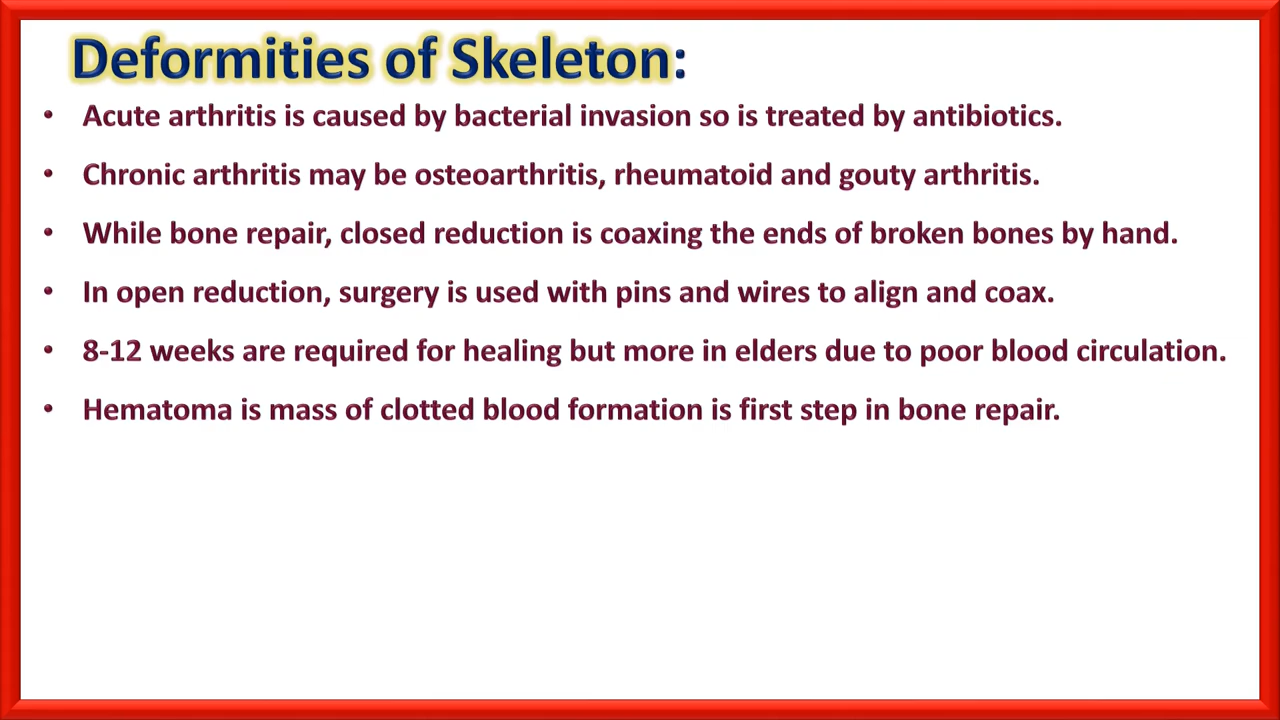 Deformities of Skeleton:
• Acute arthritis is caused by bacterial invasion so is treated by antibiotics.
• Chronic arthritis may be osteoarthritis, rheumatoid and gouty arthritis.
• While bone repair, closed reduction is coaxing the ends of broken bones by hand.
• In open reduction, surgery is used with pins and wires to align and coax.
• 8-12 weeks are required for healing but more in elders due to poor blood circulation.
• Hematoma is mass of clotted blood formation is first step in bone repair.